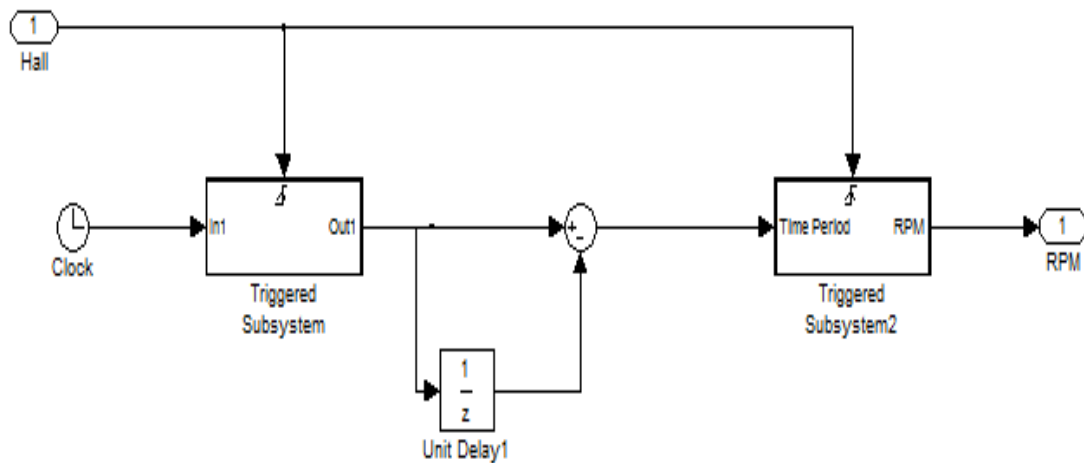 1
Hall
Clock
In1
Out1
Triggered
Subsystem
+
-
1
z
Unit Delay1
Time Period
RPM
Triggered
Subsystem2
1
RPM